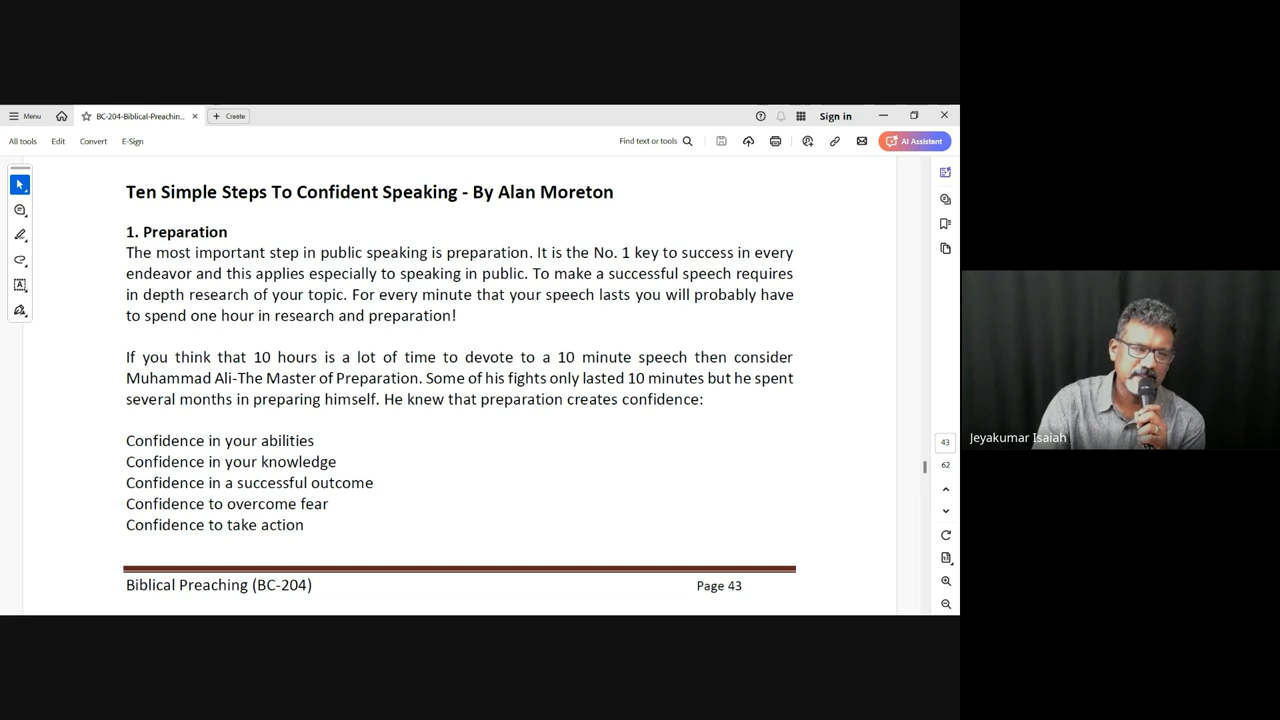 Menu
BC-204-Biblical-Preachin...
Create
Sign in
All tools
Edit
Convert
E-Sign
Find text or tools
AI Assistant
Ten Simple Steps To Confident Speaking - By Alan Moreton
1. Preparation
The most important step in public speaking is preparation. It is the No. 1 key to success in every
endeavor and this applies especially to speaking in public. To make a successful speech requires
in depth research of your topic. For every minute that your speech lasts you will probably have
to spend one hour in research and preparation!
If you think that 10 hours is a lot of time to devote to a 10 minute speech then consider
Muhammad Ali-The Master of Preparation. Some of his fights only lasted 10 minutes but he spent
several months in preparing himself. He knew that preparation creates confidence:
Confidence in your abilities
Confidence in your knowledge
Confidence in a successful outcome
Confidence to overcome fear
Confidence to take action
Biblical Preaching (BC-204)
Page 43
43
62
Jeyakumar Isaiah